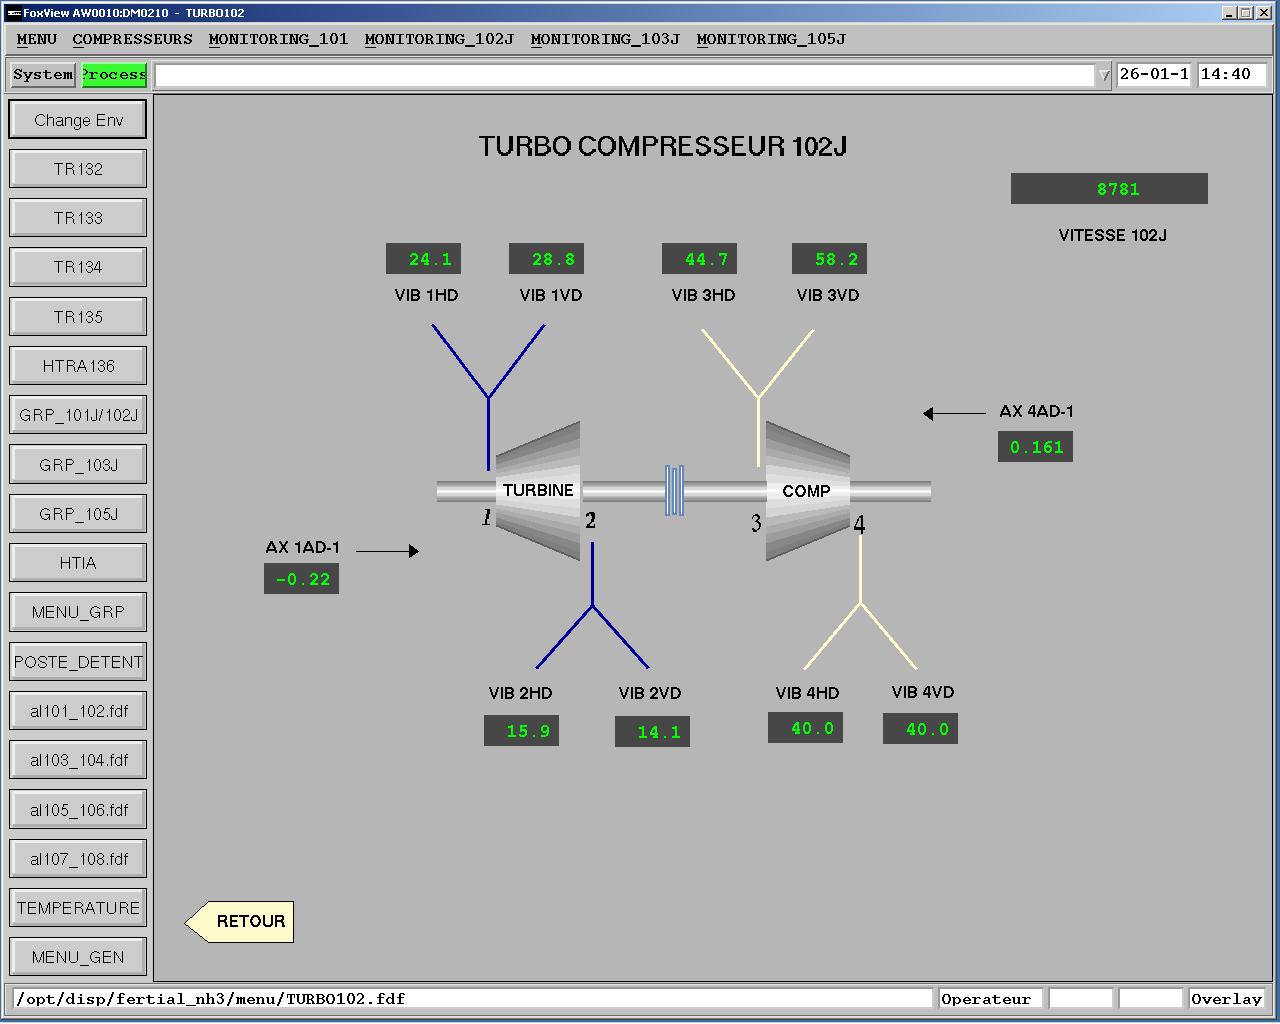 FoxView AW0010:DM0210 - TURBO102
MENU COMPRESSEURS MONITORING_101 MONITORING_102J MONITORING_103J MONITORING_105J
System Process 26-01-1 14:40
Change Env
TR132
TR133
TR134
TR135
HTRA136
GRP_101J/102J
GRP_103J
GRP_105J
HTIA
MENU_GRP
POSTE_DETENT
al101_102.fdf
al103_104.fdf
al105_106.fdf
al107_108.fdf
TEMPERATURE
MENU_GEN
TURBO COMPRESSEUR 102J
8781
VITESSE 102J
24.1 28.8 44.7 58.2
VIB 1HD VIB 1VD VIB 3HD VIB 3VD
AX 4AD-1
0.161
TURBINE COMP
1 2 3 4
AX 1AD-1
-0.22
VIB 2HD VIB 2VD VIB 4HD VIB 4VD
15.9 14.1 40.0 40.0
RETOUR
/opt/disp/fertial_nh3/menu/TURBO102.fdf Operateur Overlay